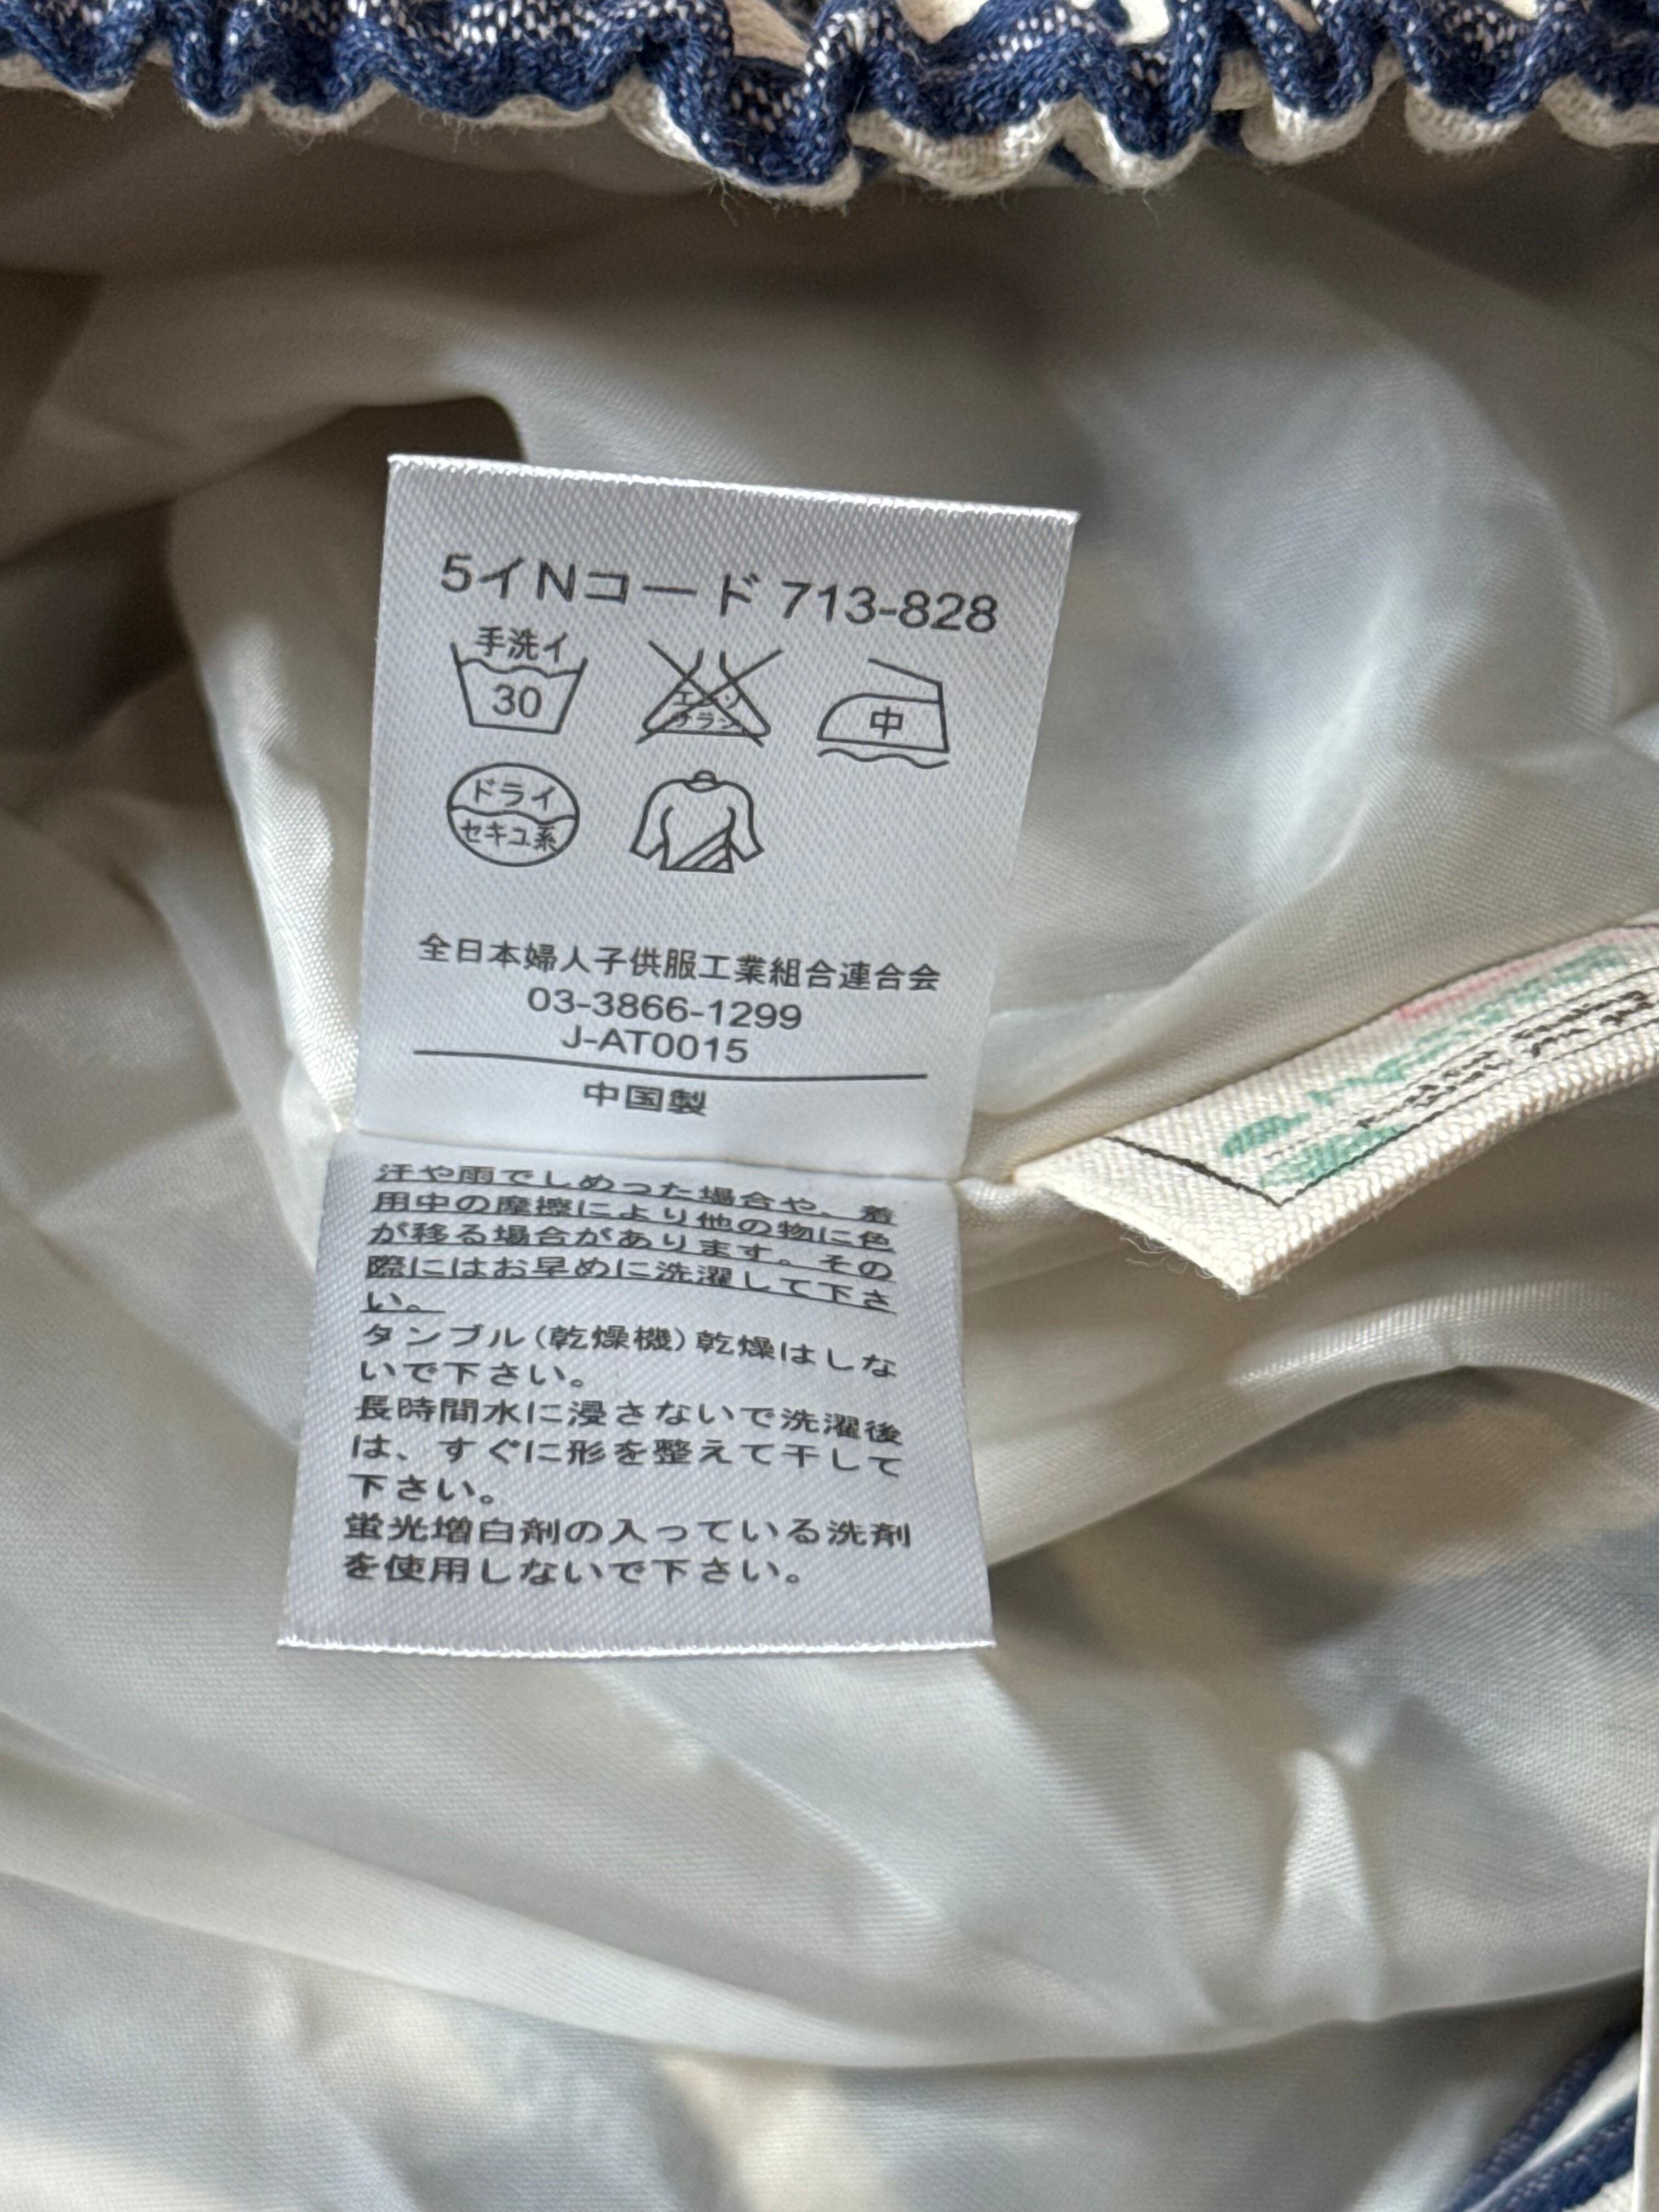 5イNコード 713-828
手洗イ
30
エンソ
サラシ
中
ドライ
セキユ系
全日本婦人子供服工業組合連合会
03-3866-1299
J-AT0015
中国製
汗や雨でしめった場合や、着
用中の摩擦により他の物に色
が移る場合があります。その
際にはお早めに洗濯して下さ
い。
タンブル(乾燥機)乾燥はしな
いで下さい。
長時間水に浸さないで洗濯後
は、すぐに形を整えて干して
下さい。
蛍光増白剤の入っている洗剤
を使用しないで下さい。